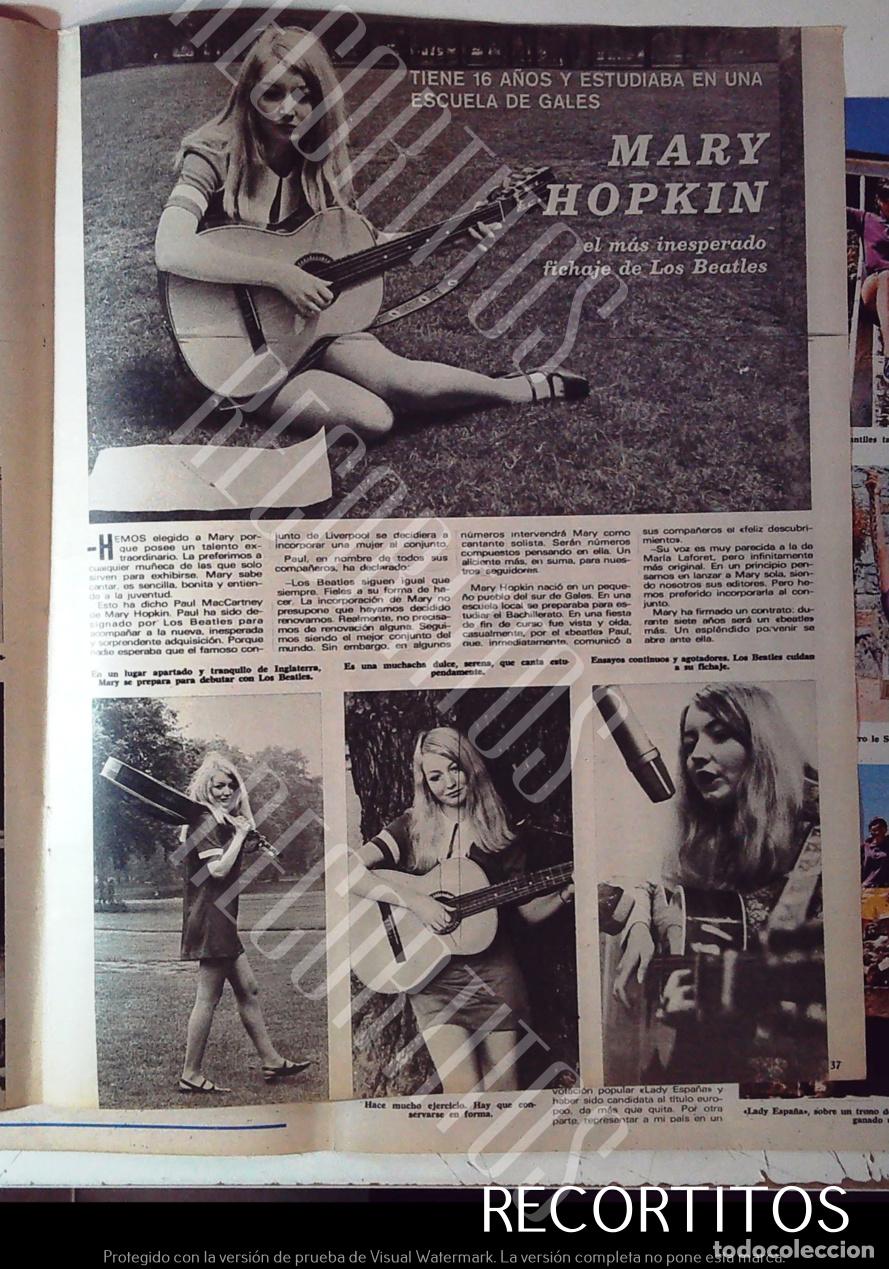 TIENE 16 AÑOS Y ESTUDIABA EN UNA
ESCUELA DE GALES
MARY
HOPKIN
el más inesperado
fichaje de Los Beatles
-HEMOS elegido a Mary por-
que posee un talento ex-
traordinario. La preferimos a
cualquier muñeca de las que solo
sirven para exhibirse. Mary sabe
cantar, es sencilla, bonita y entien-
de a la juventud.
Esto ha dicho Paul MacCartney
de Mary Hopkin. Paul ha sido de-
signado por Los Beatles para
acompañar a la nueva, inesperada
y sorprendente adquisición. Porque
nadie esperaba que el famoso con-
junto de Liverpool se decidiera a
incorporar una mujer al conjunto.
Paul, en nombre de todos sus
compañeros, ha declarado:
—Los Beatles siguen igual que
siempre. Fieles a su forma de ha-
cer. La incorporación de Mary no
presupone que hayamos decidido
renovarnos. Realmente, no precisa-
mos de renovación alguna. Segui-
mos siendo el mejor conjunto del
mundo. Sin embargo, en algunos
números intervendrá Mary como
cantante solista. Serán números
compuestos pensando en ella. Un
aliciente más, en suma, para nues-
tros seguidores.
Mary Hopkin nació en un peque-
ño pueblo del sur de Gales. En una
escuela local se preparaba para es-
tudiar el Bachillerato. En una fiesta
de fin de curso fue vista y oída,
casualmente, por el «beatle» Paul,
que, inmediatamente, comunicó a
sus compañeros el «feliz descubri-
miento».
—Su voz es muy parecida a la de
María Laforet, pero infinitamente
más original. En un principio pen-
samos en lanzar a Mary sola, sien-
do nosotros sus editores. Pero he-
mos preferido incorporarla al con-
junto.
Mary ha firmado un contrato: du-
rante siete años será un «beatle»
más. Un espléndido porvenir se
abre ante ella.
En un lugar apartado y tranquilo de Inglaterra,
Mary se prepara para debutar con Los Beatles.
Es una muchacha dulce, serena, que canta estu-
pendamente.
Ensayos continuos y agotadores. Los Beatles cuidan
a su fichaje.
37
Hace mucho ejercicio. Hay que con-
servarse en forma.
votación popular «Lady España» y
haber sido candidata al título euro-
peo, da más que quita. Por otra
parte, representar a mi país en un
«Lady España», sobre un trono d
ganado
antiles ta
ro le S
RECORTITOS
RECORTITOS
RECORTITOS
RECORTITOS
todocoleccion
Protegido con la versión de prueba de Visual Watermark. La versión completa no pone esta marca.